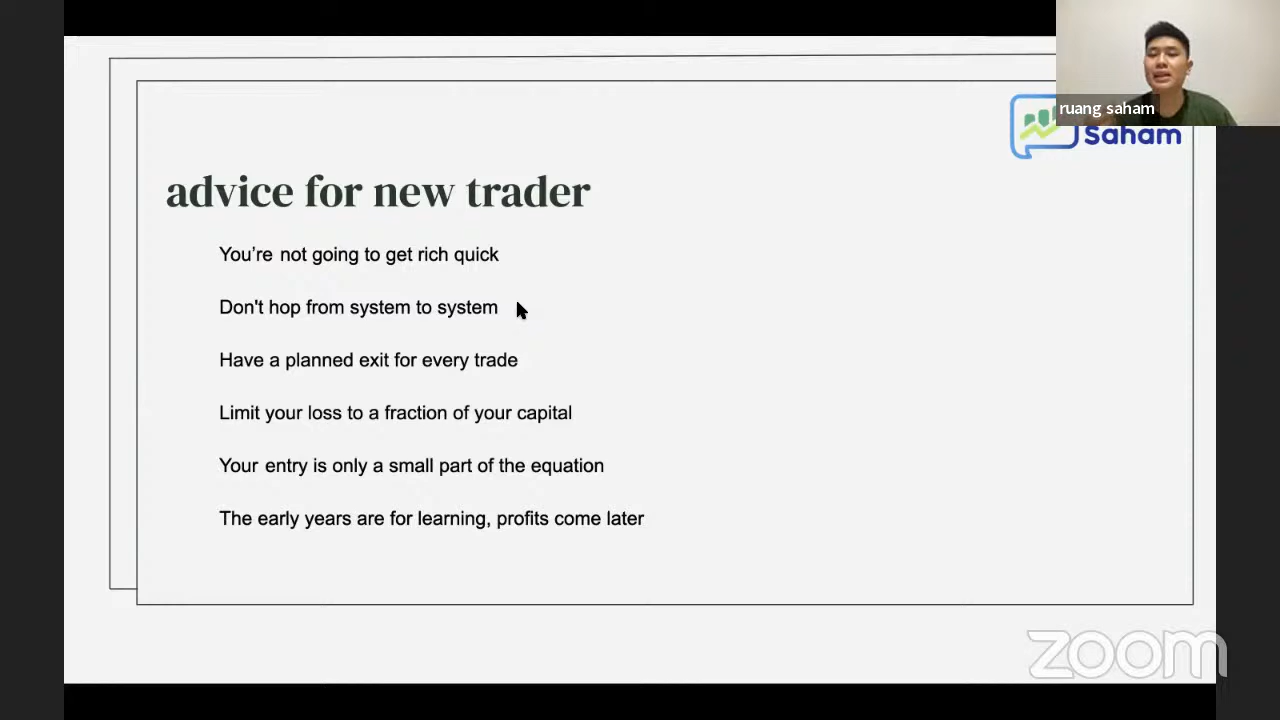 ruang saham
Saham
advice for new trader
You’re not going to get rich quick
Don't hop from system to system
Have a planned exit for every trade
Limit your loss to a fraction of your capital
Your entry is only a small part of the equation
The early years are for learning, profits come later
zoom